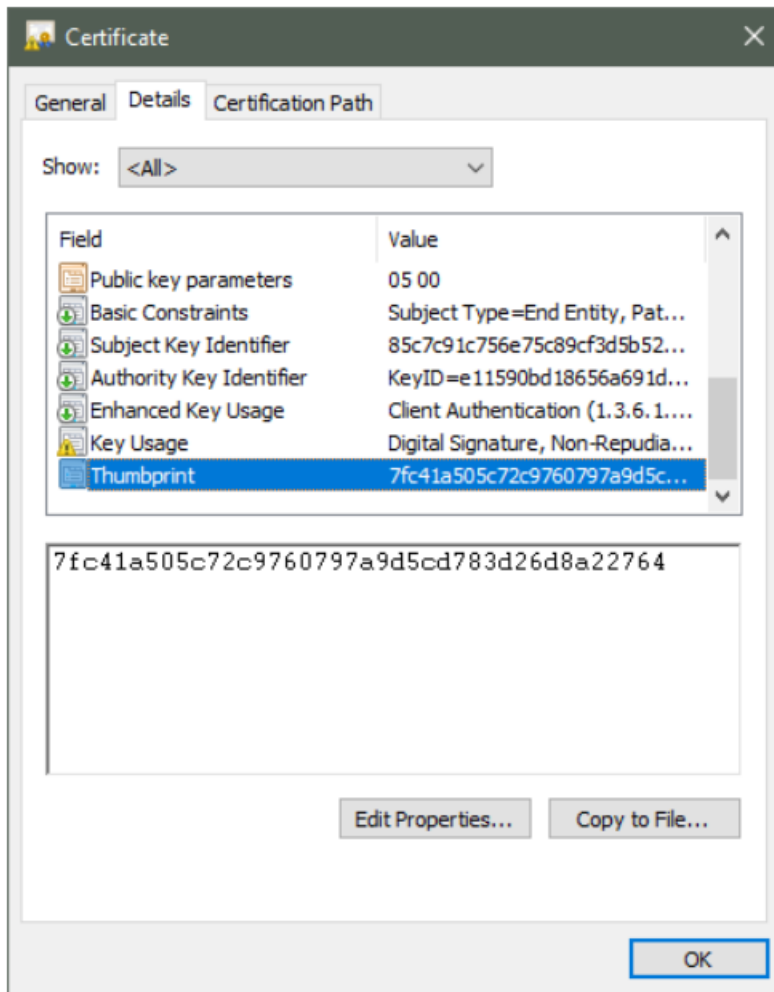 Certificate
General Details Certification Path
Show: <All>
Field Value
Public key parameters 05 00
Basic Constraints Subject Type=End Entity, Pat...
Subject Key Identifier 85c7c91c756e75c89cf3d5b52...
Authority Key Identifier KeyID=e11590bd18656a691d...
Enhanced Key Usage Client Authentication (1.3.6.1....
Key Usage Digital Signature, Non-Repudia...
Thumbprint 7fc41a505c72c9760797a9d5c...
7fc41a505c72c9760797a9d5cd783d26d8a22764
Edit Properties... Copy to File...
OK